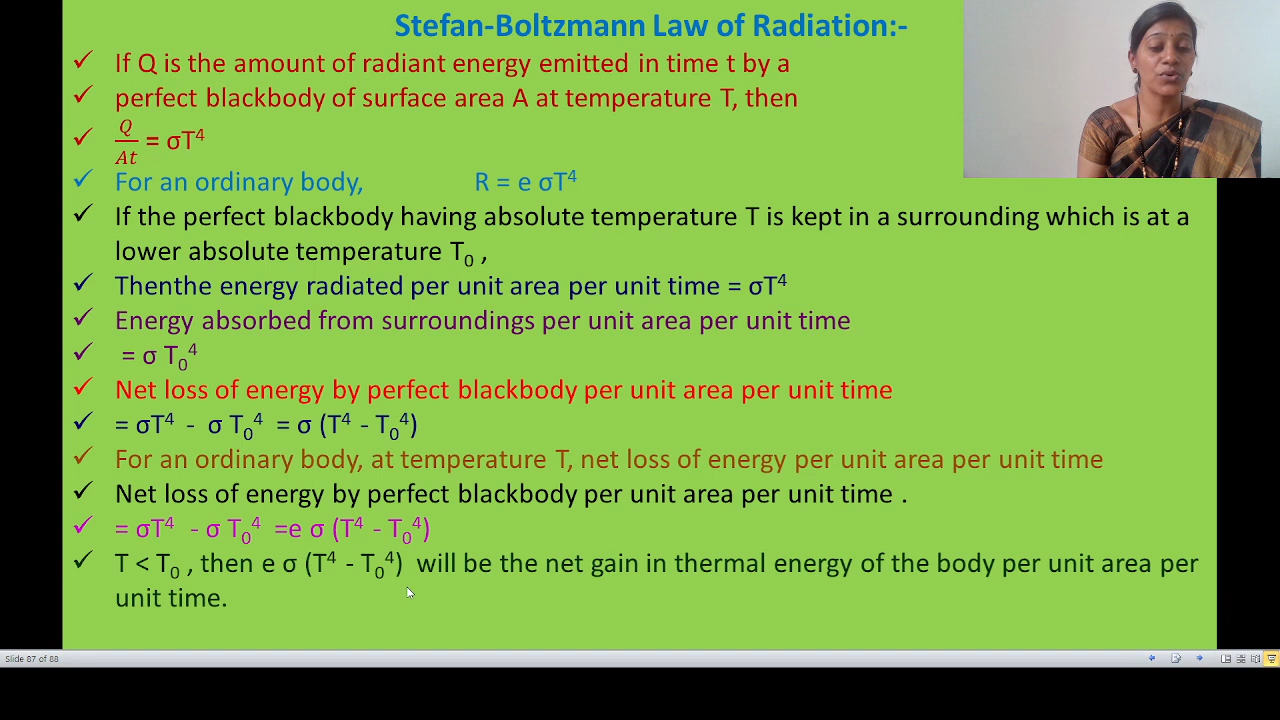 Stefan-Boltzmann Law of Radiation:-
✓ If Q is the amount of radiant energy emitted in time t by a
✓ perfect blackbody of surface area A at temperature T, then
✓ Q/At = σT⁴
✓ For an ordinary body, R = e σT⁴
✓ If the perfect blackbody having absolute temperature T is kept in a surrounding which is at a
lower absolute temperature T₀ ,
✓ Thenthe energy radiated per unit area per unit time = σT⁴
✓ Energy absorbed from surroundings per unit area per unit time
✓ = σ T₀⁴
✓ Net loss of energy by perfect blackbody per unit area per unit time
✓ = σT⁴ - σ T₀⁴ = σ (T⁴ - T₀⁴)
✓ For an ordinary body, at temperature T, net loss of energy per unit area per unit time
✓ Net loss of energy by perfect blackbody per unit area per unit time .
✓ = σT⁴ - σ T₀⁴ =e σ (T⁴ - T₀⁴)
✓ T < T₀ , then e σ (T⁴ - T₀⁴) will be the net gain in thermal energy of the body per unit area per
unit time.
Slide 87 of 88